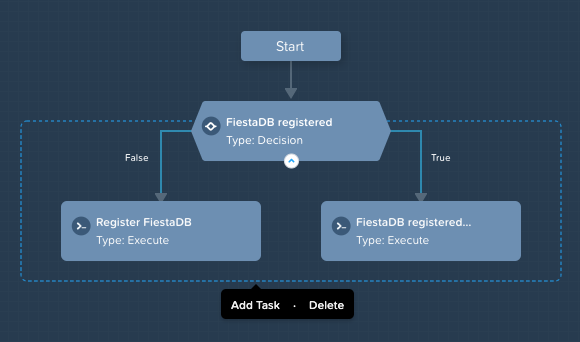 Start
FiestaDB registered
Type: Decision
False
True
Register FiestaDB
Type: Execute
FiestaDB registered...
Type: Execute
Add Task · Delete